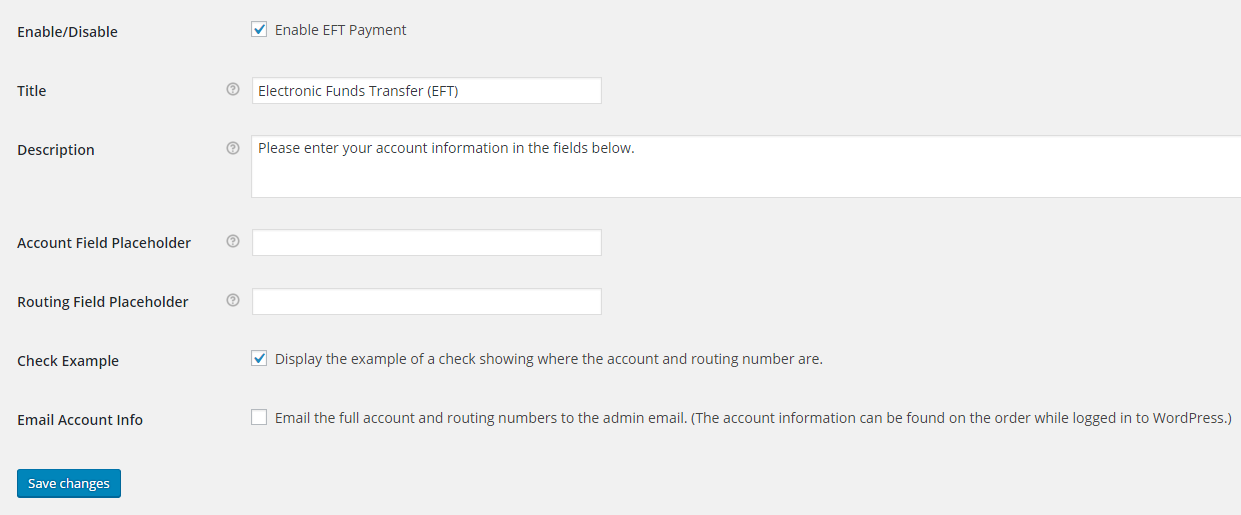 Enable/Disable
Enable EFT Payment
Title
Electronic Funds Transfer (EFT)
Description
Please enter your account information in the fields below.
Account Field Placeholder
Routing Field Placeholder
Check Example
Display the example of a check showing where the account and routing number are.
Email Account Info
Email the full account and routing numbers to the admin email. (The account information can be found on the order while logged in to WordPress.)
Save changes